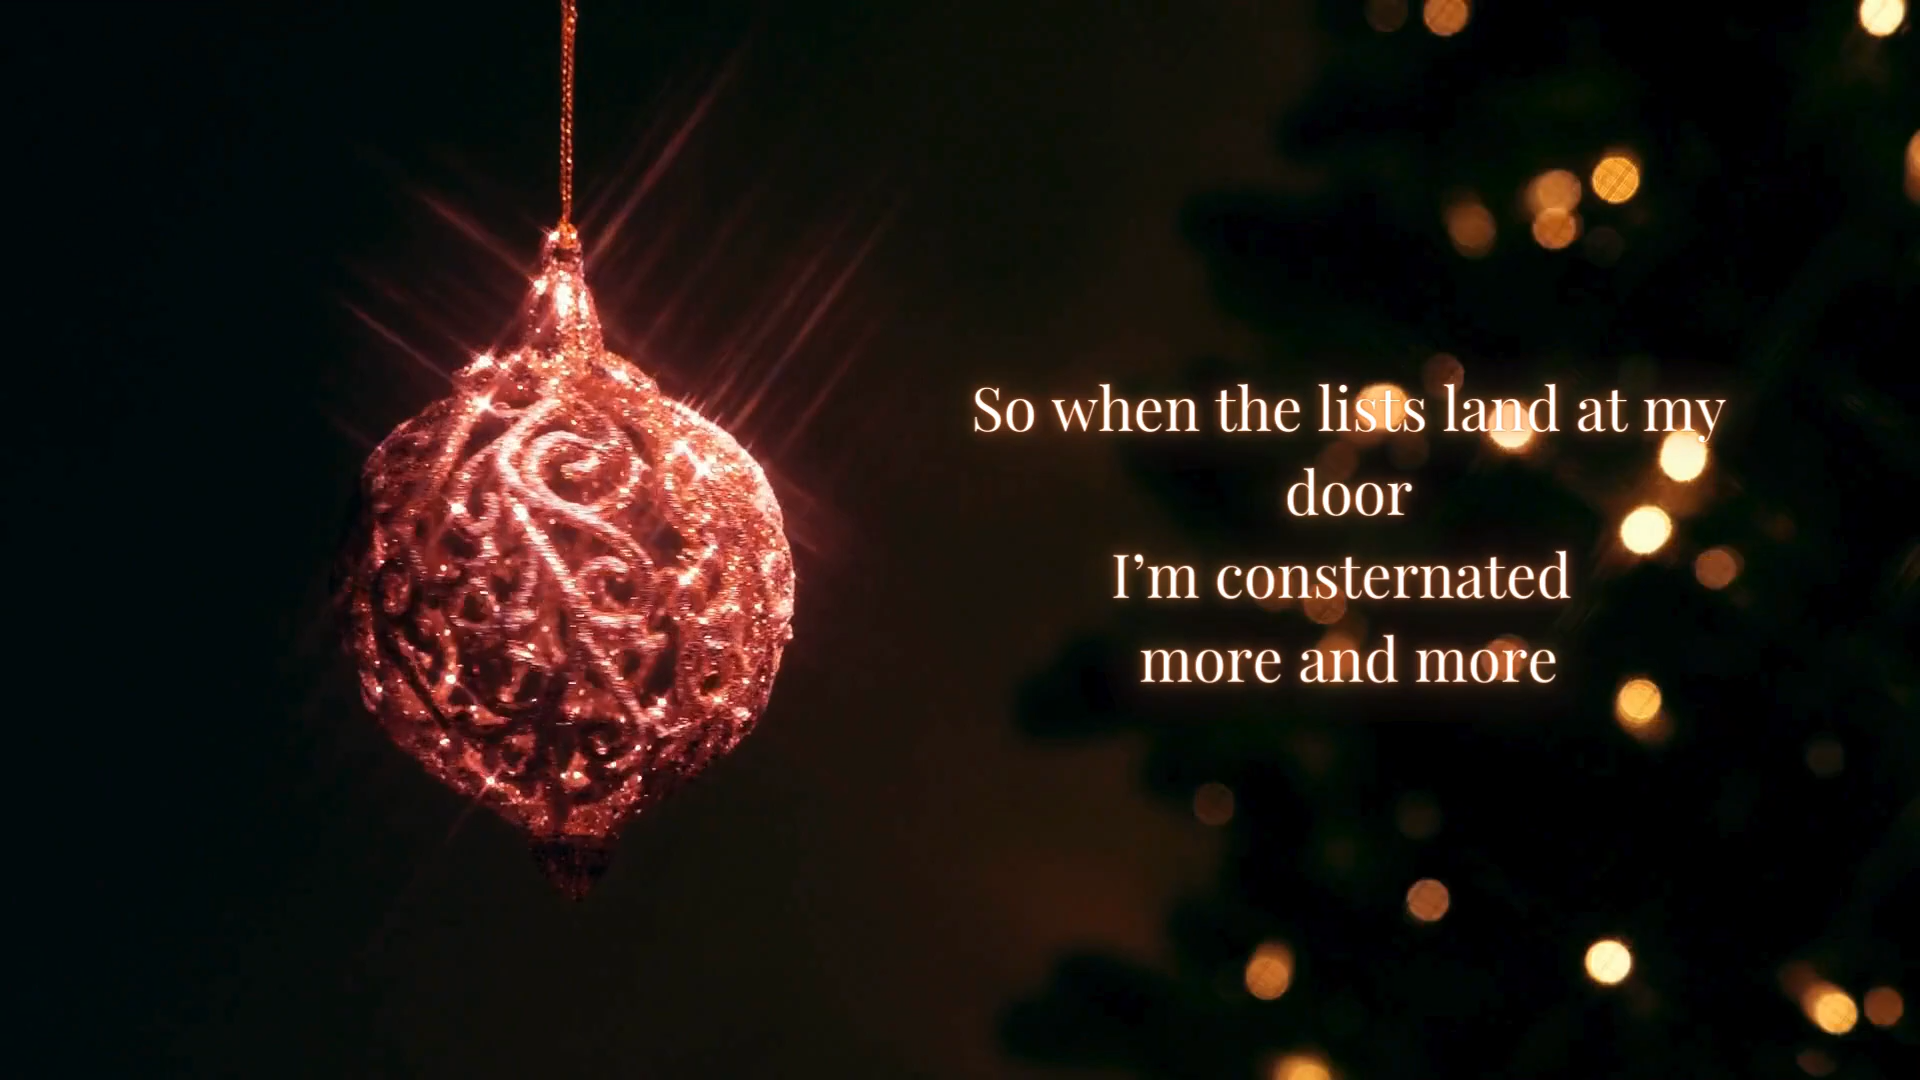 So when the lists land at my
door
I’m consternated
more and more